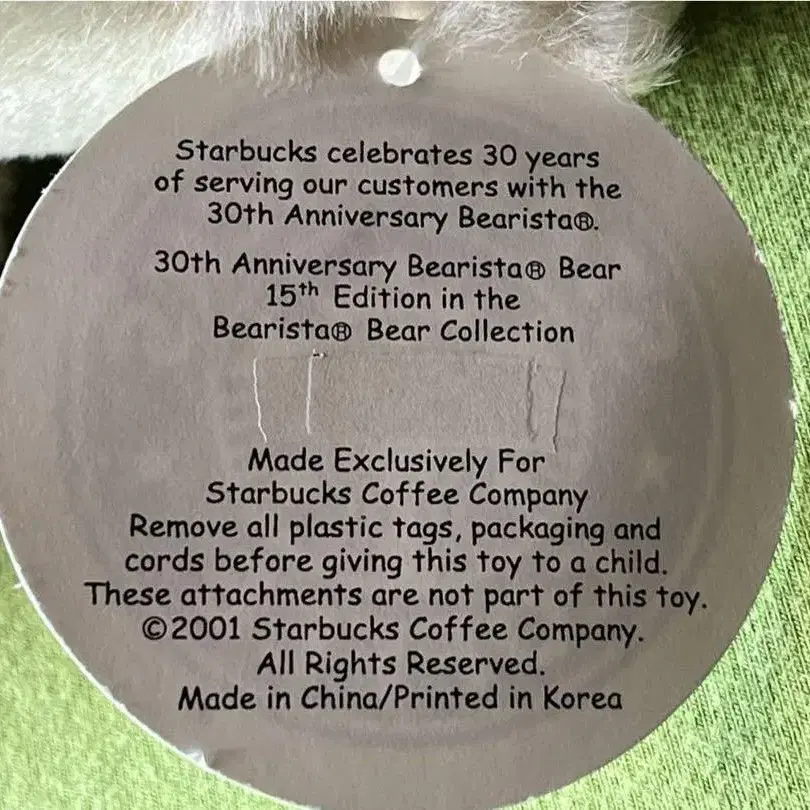 Starbucks celebrates 30 years
of serving our customers with the
30th Anniversary Bearista®.
30th Anniversary Bearista® Bear
15th Edition in the
Bearista® Bear Collection
Made Exclusively For
Starbucks Coffee Company
Remove all plastic tags, packaging and
cords before giving this toy to a child.
These attachments are not part of this toy.
©2001 Starbucks Coffee Company.
All Rights Reserved.
Made in China/Printed in Korea